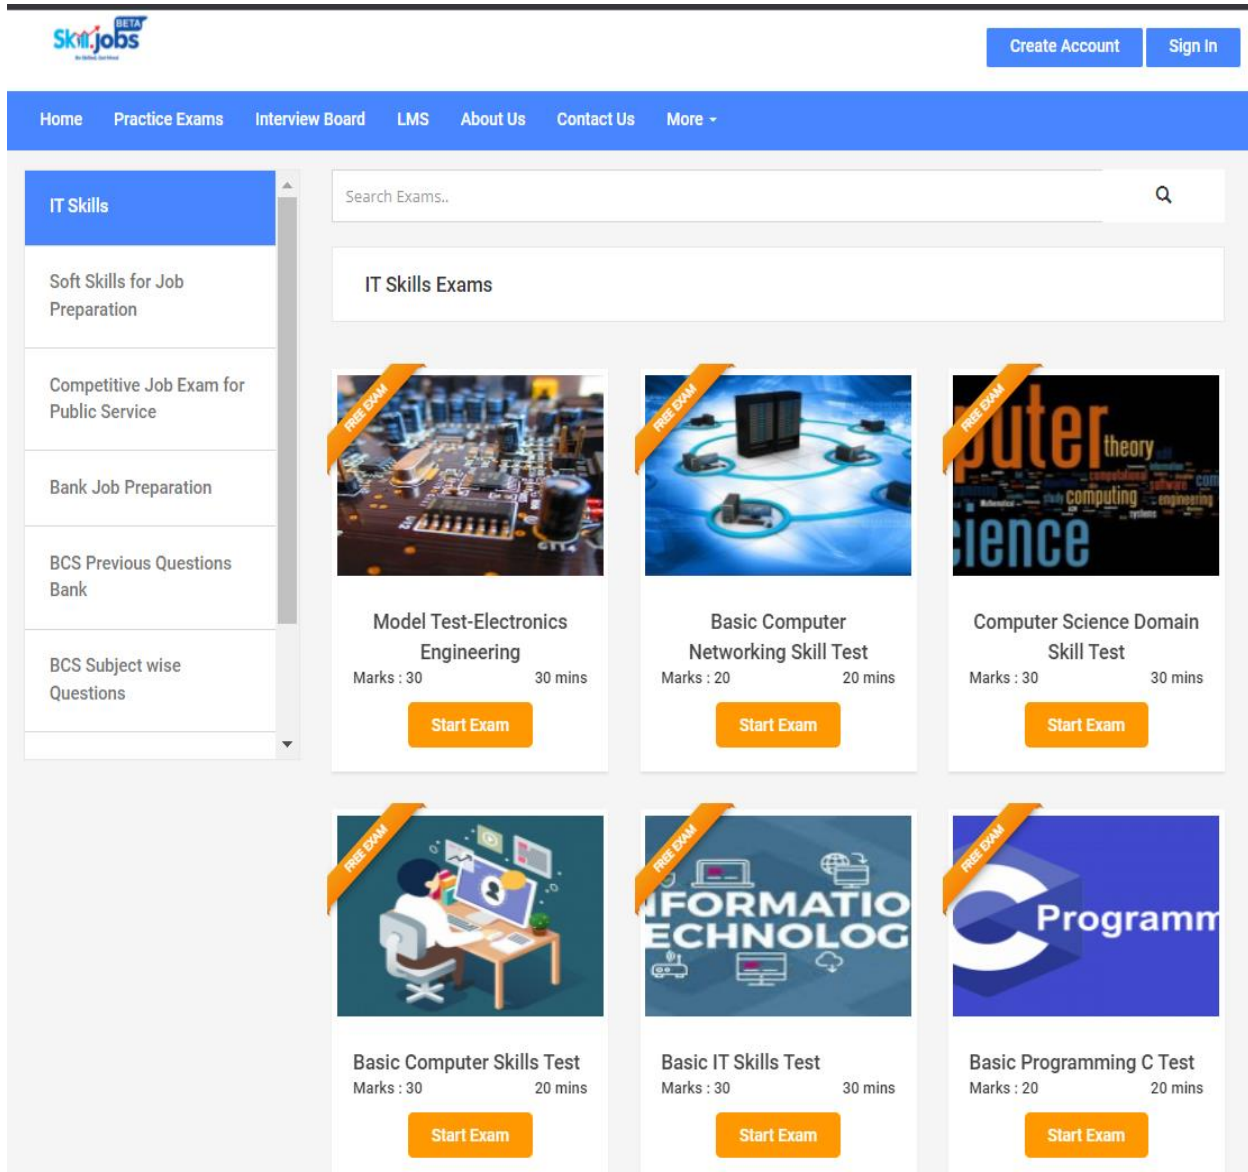 Skill.jobs
BETA
Create Account
Sign In
Home
Practice Exams
Interview Board
LMS
About Us
Contact Us
More
IT Skills
Soft Skills for Job
Preparation
Competitive Job Exam for
Public Service
Bank Job Preparation
BCS Previous Questions
Bank
BCS Subject wise
Questions
Search Exams..
IT Skills Exams
FREE EXAM
FREE EXAM
FREE EXAM
puter
theory
computing
software
engineering
systems
study
cience
Model Test-Electronics
Engineering
Marks : 30
30 mins
Start Exam
Basic Computer
Networking Skill Test
Marks : 20
20 mins
Start Exam
Computer Science Domain
Skill Test
Marks : 30
30 mins
Start Exam
FREE EXAM
FREE EXAM
FREE EXAM
NFORMATIO
ECHNOLOG
C
Programm
Basic Computer Skills Test
Marks : 30
20 mins
Start Exam
Basic IT Skills Test
Marks : 30
30 mins
Start Exam
Basic Programming C Test
Marks : 20
20 mins
Start Exam